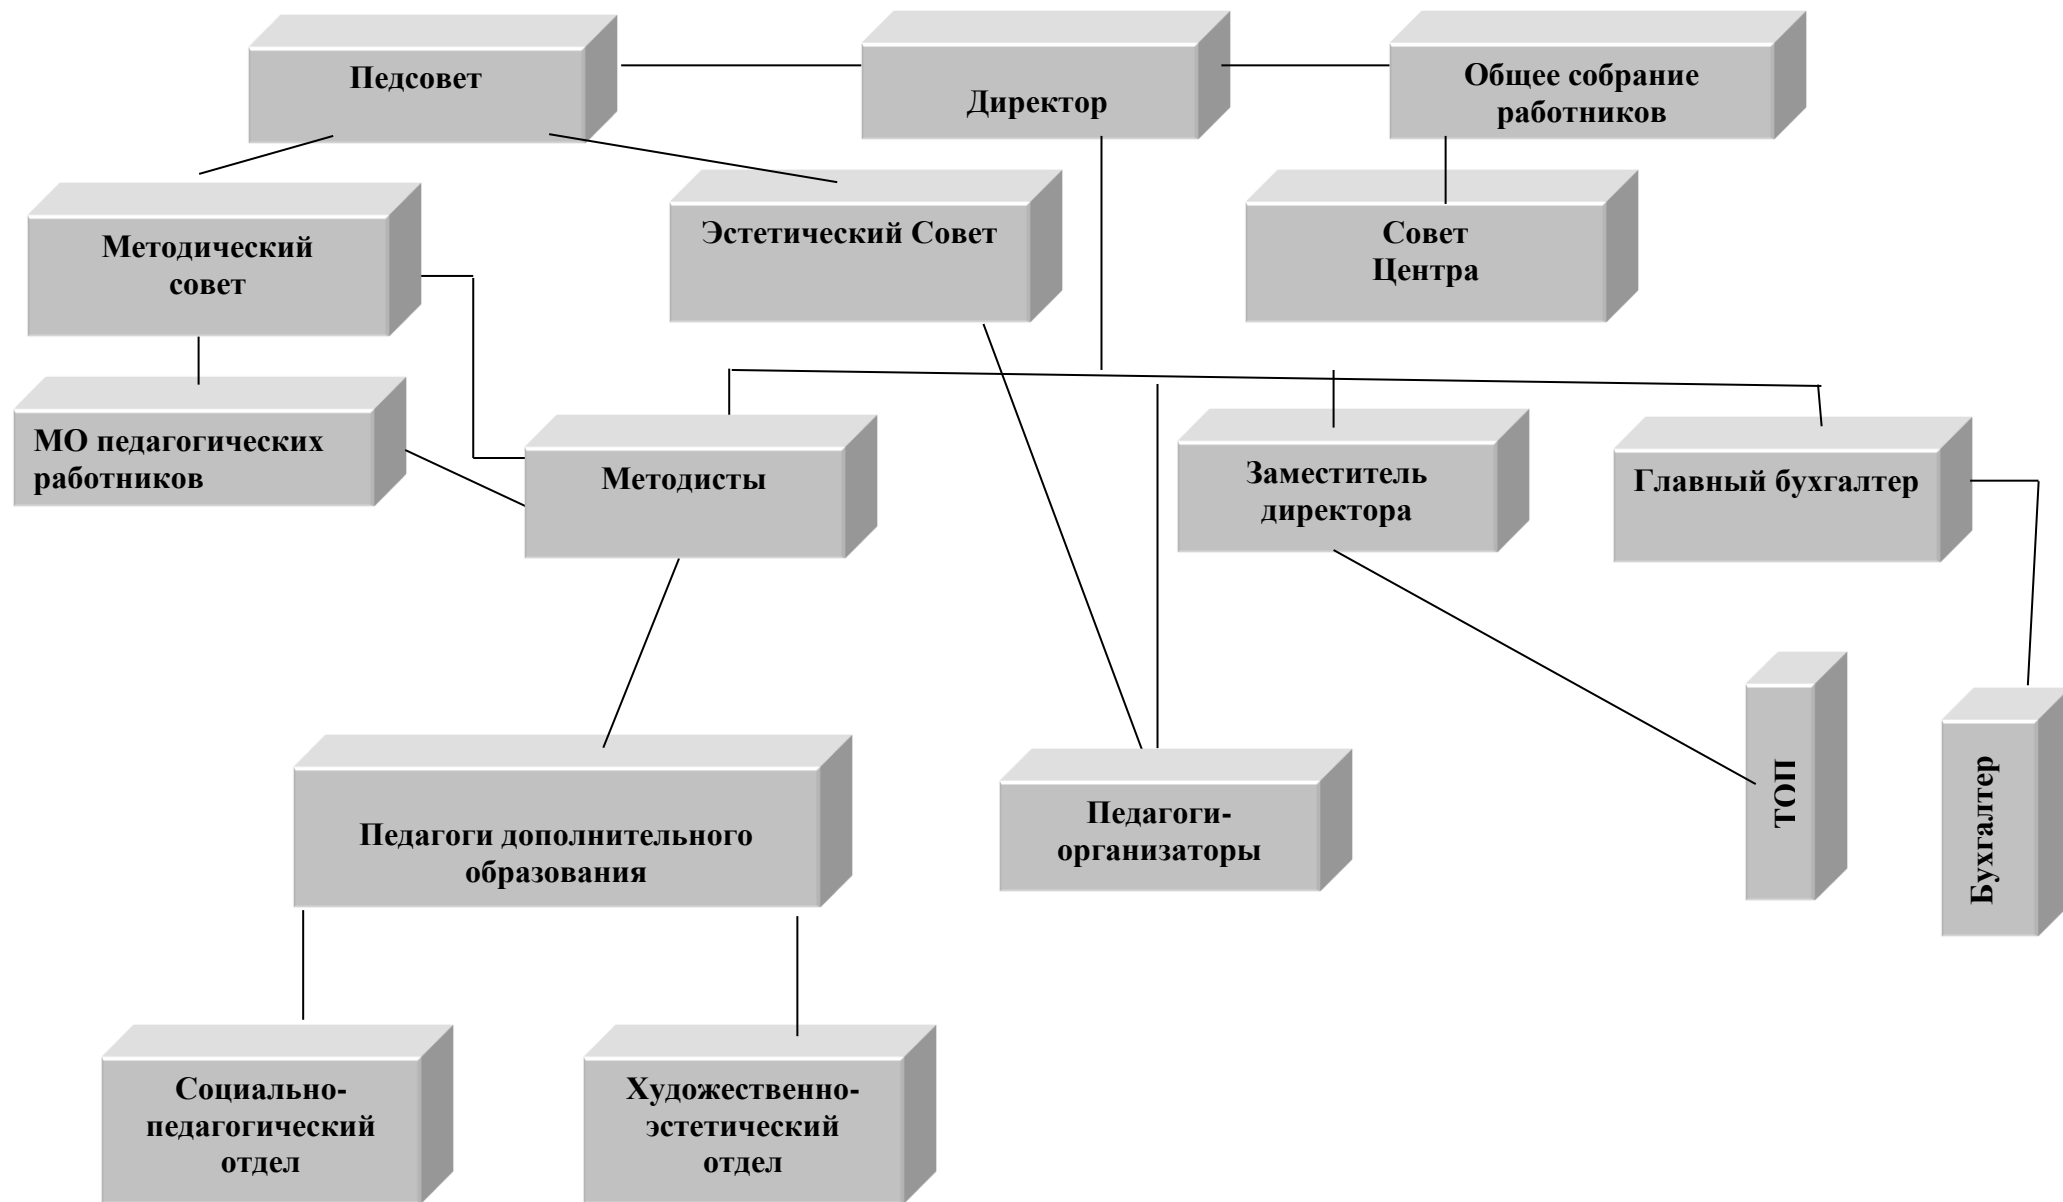 Педсовет
Директор
Общее собрание
работников
Методический
совет
Эстетический Совет
Совет
Центра
МО педагогических
работников
Методисты
Заместитель
директора
Главный бухгалтер
Педагоги дополнительного
образования
Педагоги-
организаторы
ТОП
Бухгалтер
Социально-
педагогический
отдел
Художественно-
эстетический
отдел